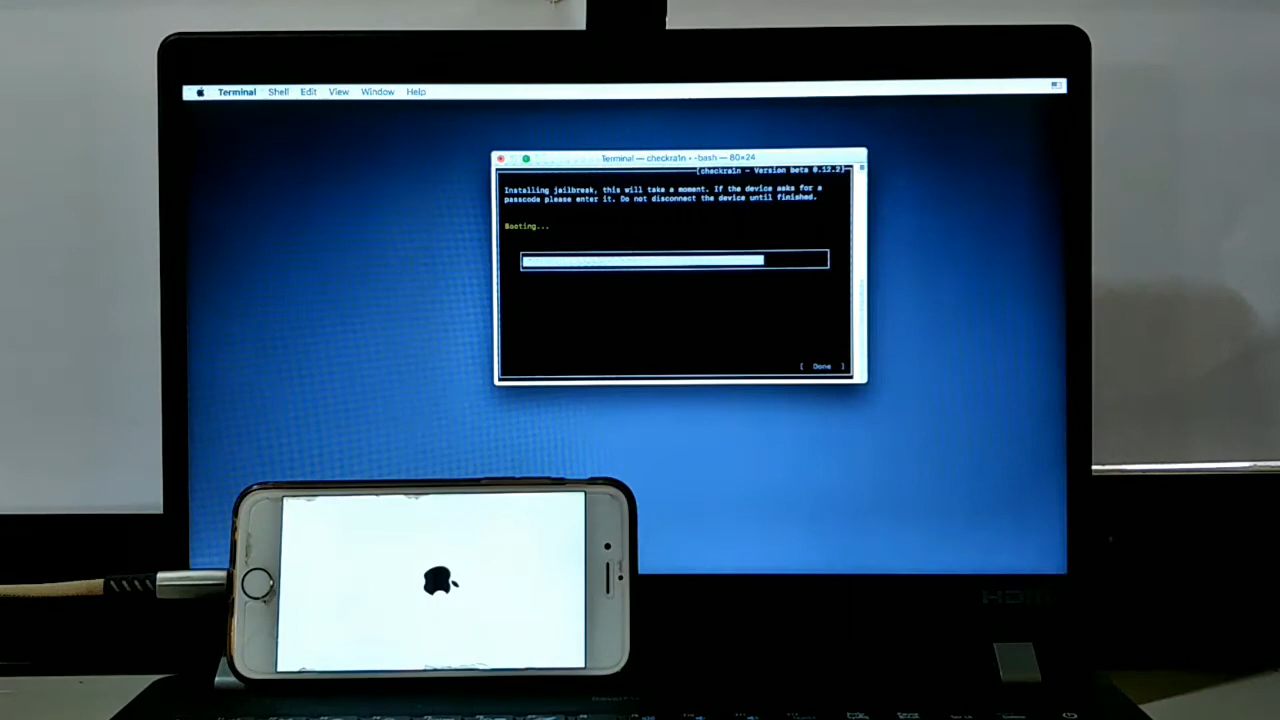 Terminal Shell Edit View Window Help
Terminal — checkra1n • -bash — 80×24
[checkra1n - Version beta 0.12.2]
Installing jailbreak, this will take a moment. If the device asks for a
passcode please enter it. Do not disconnect the device until finished.
Booting...
[ Done ]
HDMI